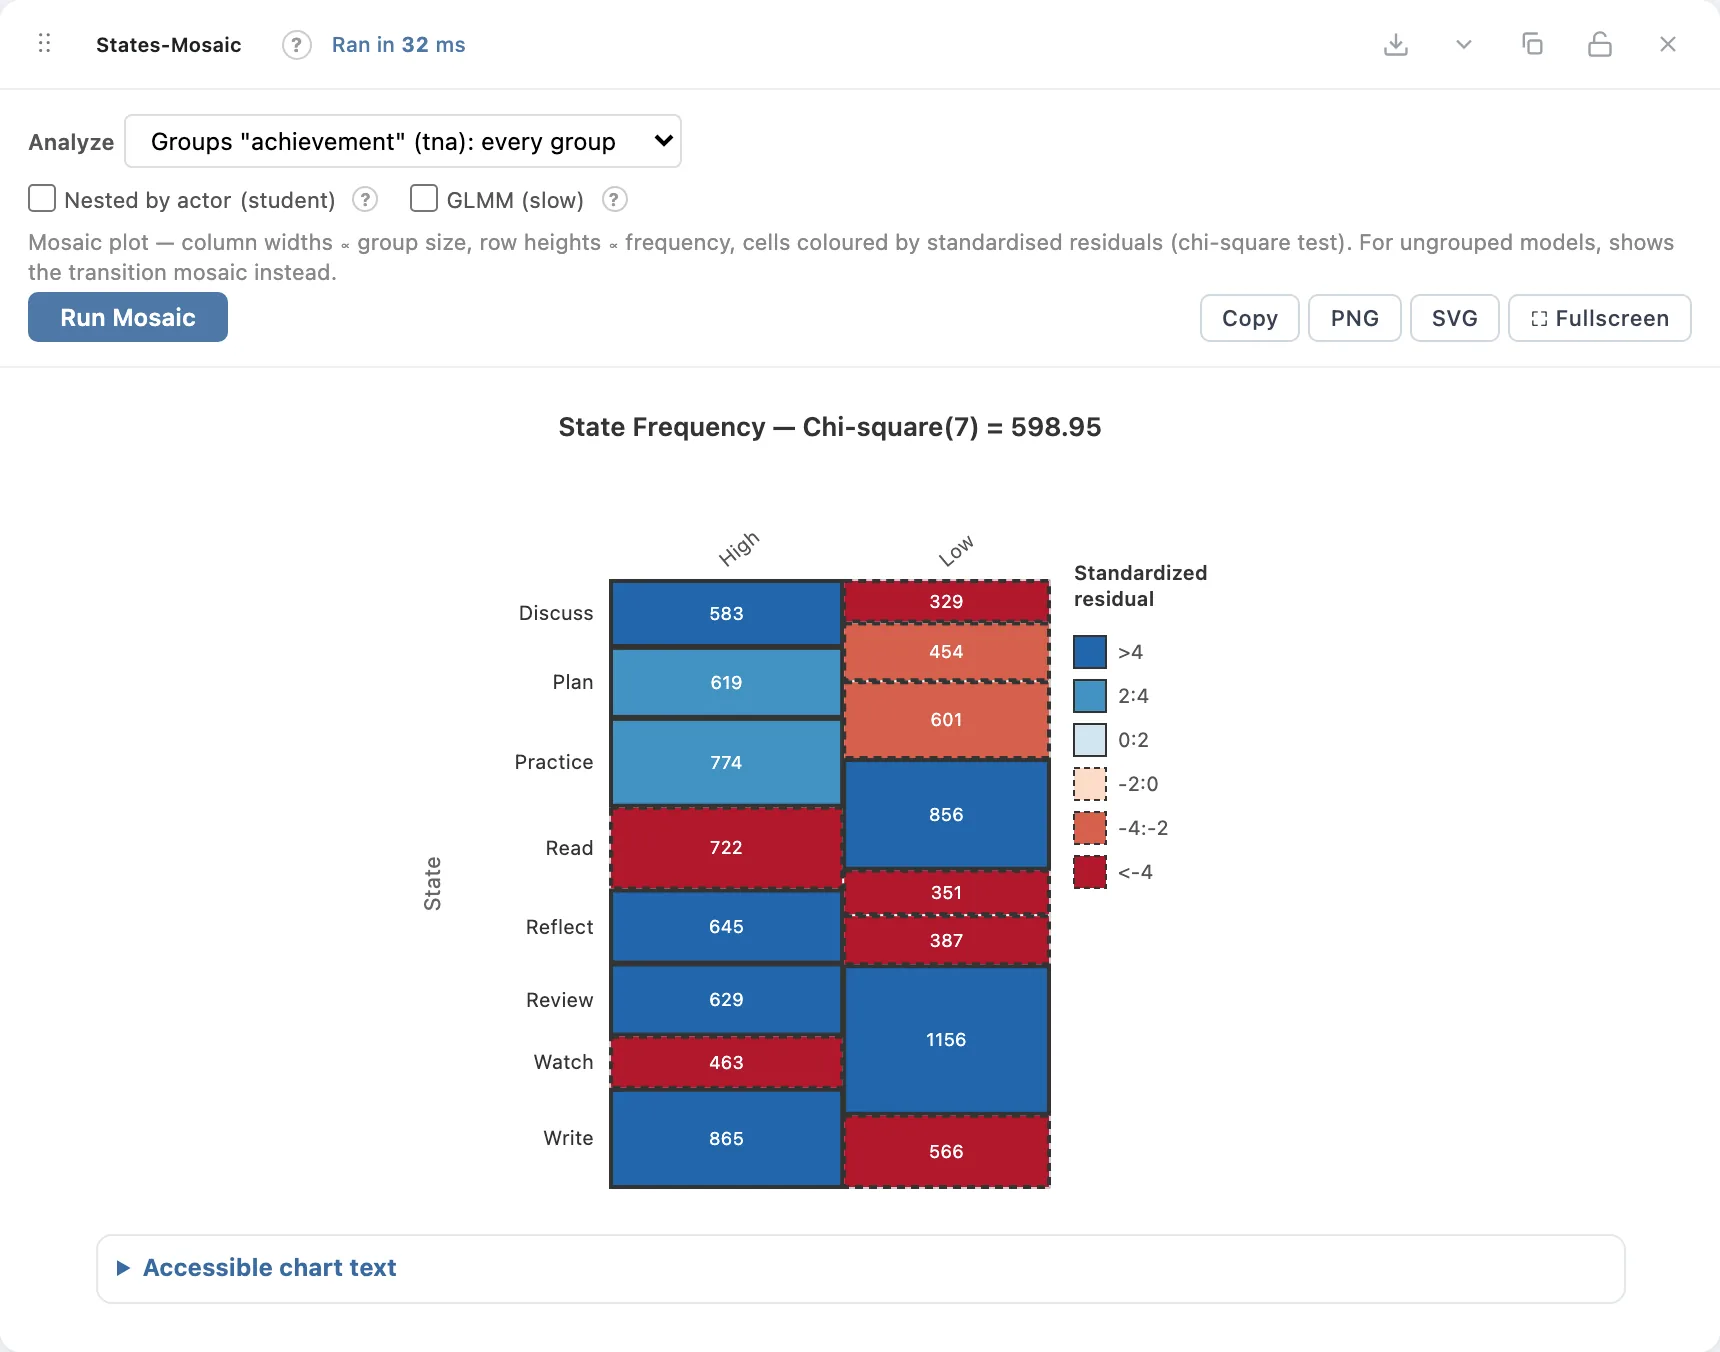 States-Mosaic
?
Ran in 32 ms
Analyze
Groups "achievement" (tna): every group
Nested by actor (student)
?
GLMM (slow)
?
Mosaic plot — column widths ∝ group size, row heights ∝ frequency, cells coloured by standardised residuals (chi-square test). For ungrouped models, shows
the transition mosaic instead.
Run Mosaic
Copy
PNG
SVG
Fullscreen
State Frequency — Chi-square(7) = 598.95
High
Low
State
Discuss
583
329
Plan
619
454
Practice
774
601
Read
722
856
Reflect
645
351
Review
629
387
Watch
463
1156
Write
865
566
Standardized
residual
>4
2:4
0:2
-2:0
-4:-2
<-4
Accessible chart text